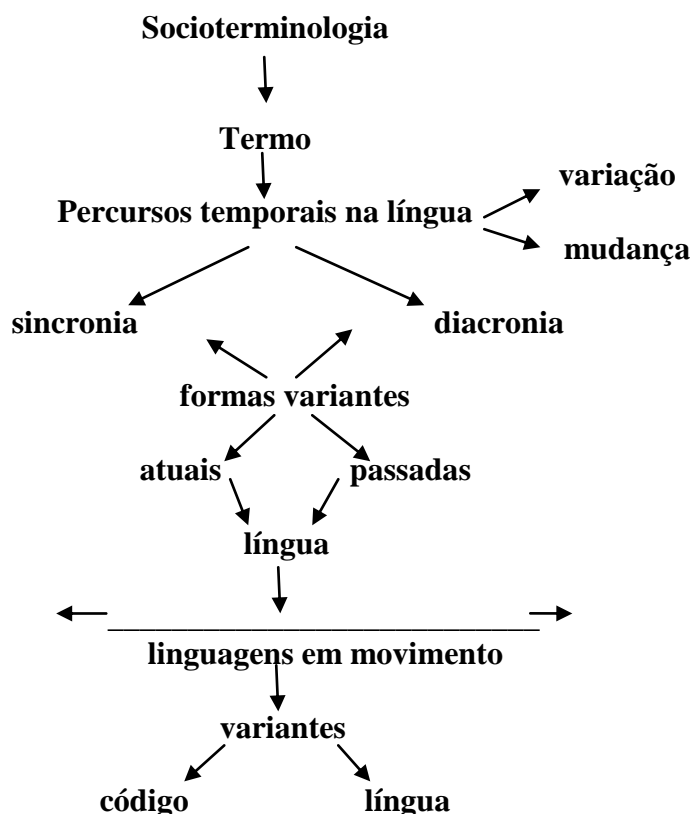 Socioterminologia
Termo
variação
Percursos temporais na língua
mudança
sincronia diacronia
formas variantes
atuais passadas
língua
linguagens em movimento
variantes
código língua